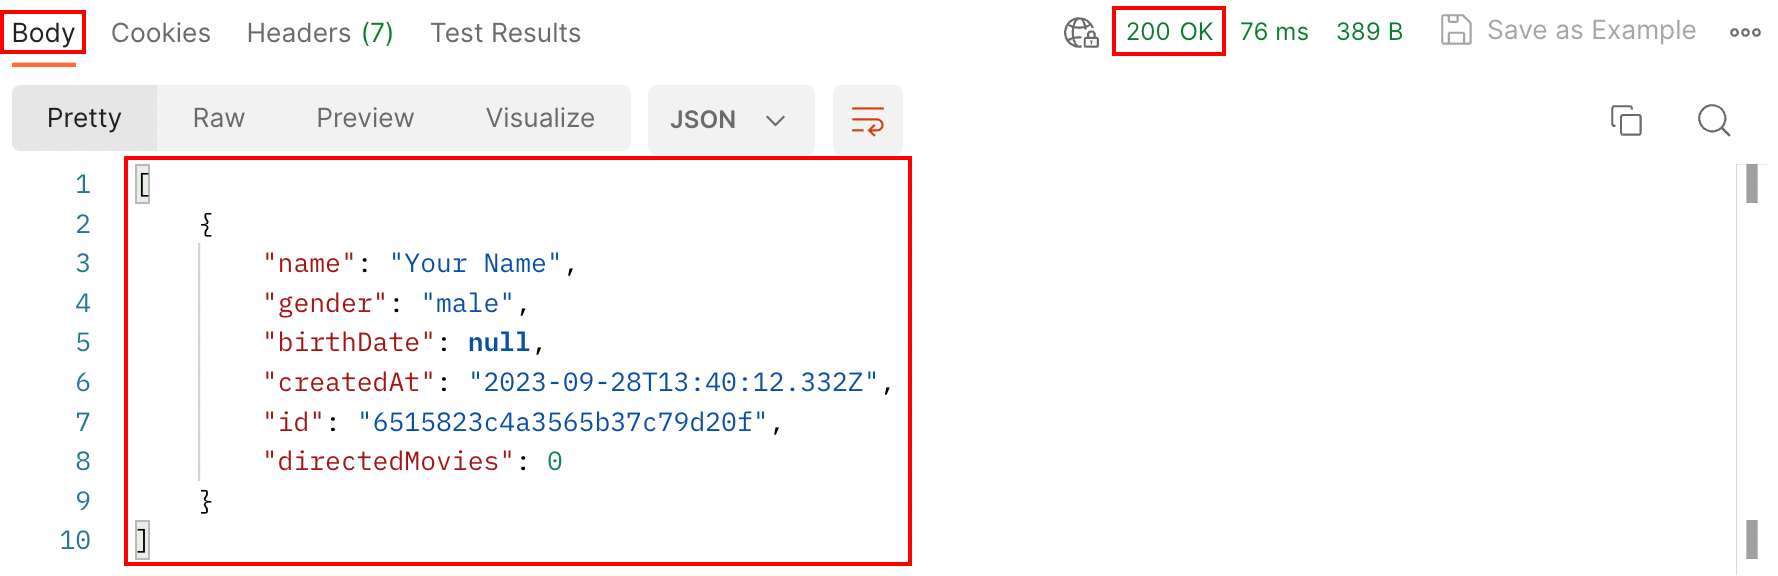 Body Cookies Headers (7) Test Results 200 OK 76 ms 389 B Save as Example
Pretty Raw Preview Visualize JSON
1 [
2 {
3 "name": "Your Name",
4 "gender": "male",
5 "birthDate": null,
6 "createdAt": "2023-09-28T13:40:12.332Z",
7 "id": "6515823c4a3565b37c79d20f",
8 "directedMovies": 0
9 }
10 ]